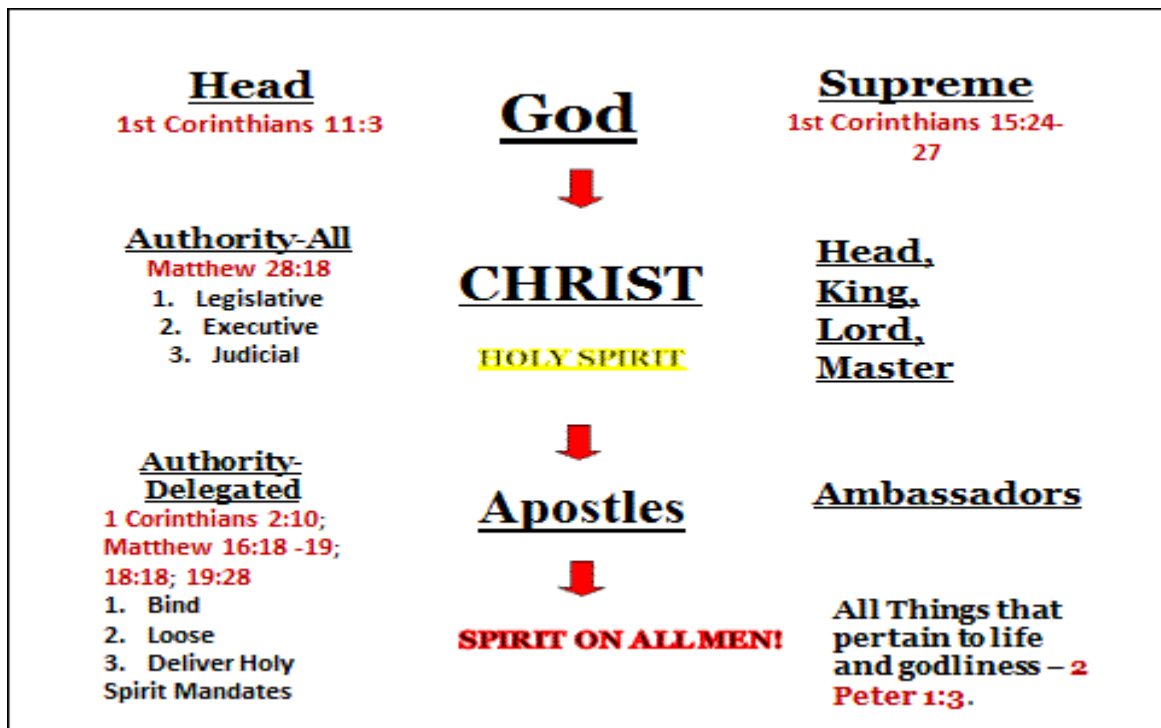 Head
1st Corinthians 11:3
God
Supreme
1st Corinthians 15:24-
27
Authority-All
Matthew 28:18
1. Legislative
2. Executive
3. Judicial
CHRIST
HOLY SPIRIT
Head,
King,
Lord,
Master
Authority-
Delegated
1 Corinthians 2:10;
Matthew 16:18 -19;
18:18; 19:28
1. Bind
2. Loose
3. Deliver Holy
Spirit Mandates
Apostles
Ambassadors
SPIRIT ON ALL MEN!
All Things that
pertain to life
and godliness – 2
Peter 1:3.